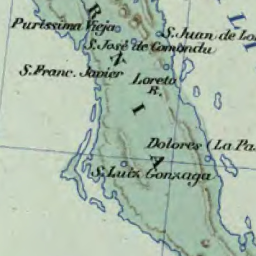 Purissima Vieja
S. Juan de Lo
S. José de Comondu
S. Franc. Javier
Loreto
R.
Dolores (La Pa
S. Luiz Gonzaga
R N I A
L I